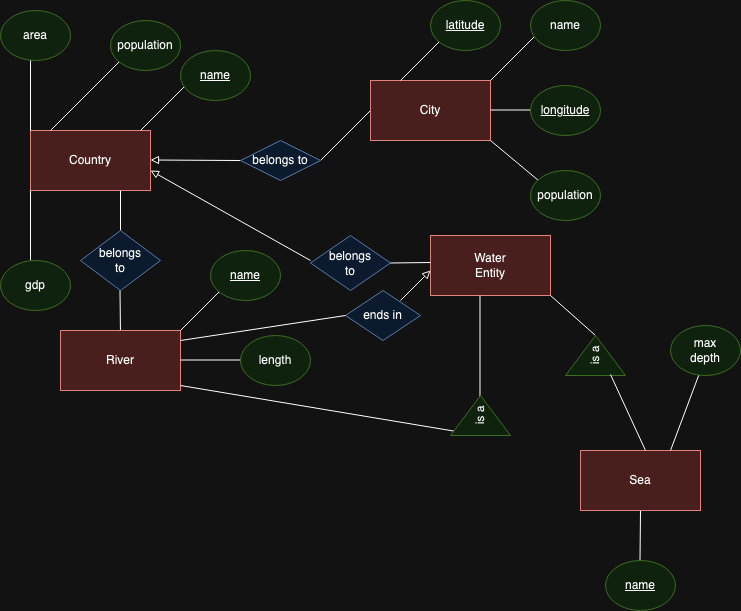 area
population
name
latitude
name
City
longitude
population
Country
belongs to
belongs
to
belongs
to
Water
Entity
gdp
name
ends in
River
length
is a
is a
max
depth
Sea
name